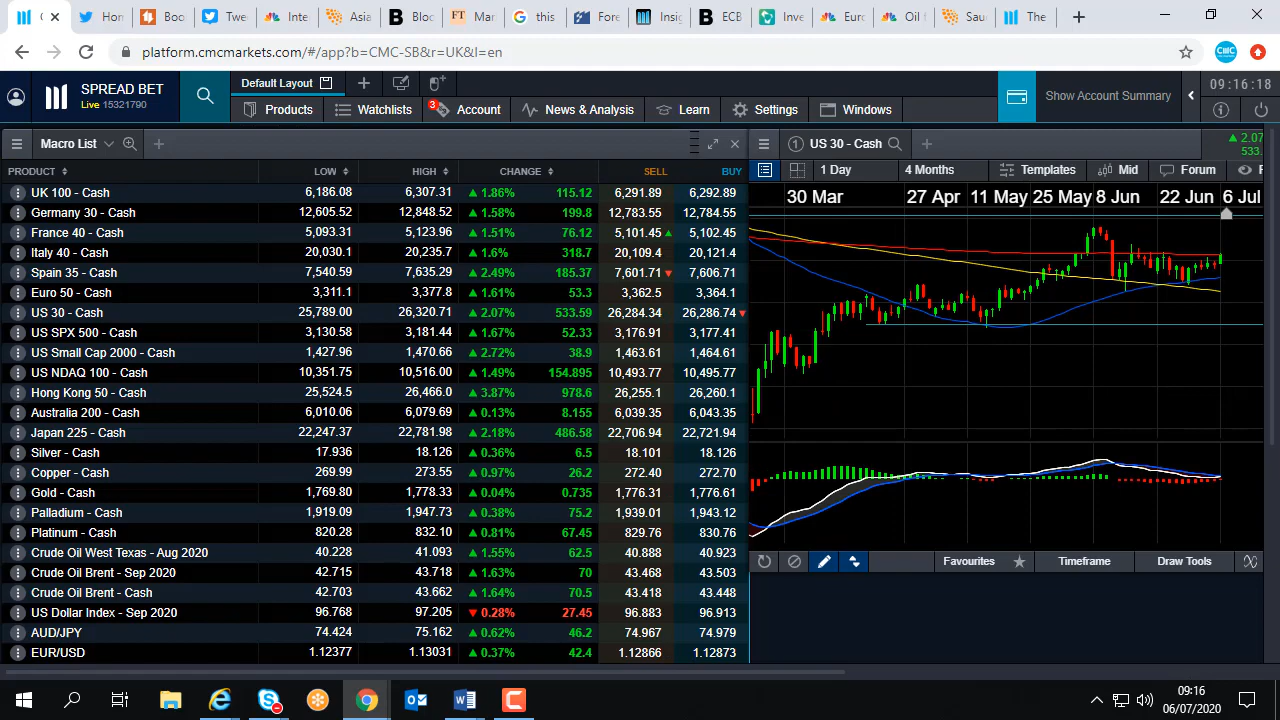 C
Hon
Boo
Twe
Inte
Asia
Bloc
FT Mar
G this
Fore
Insig
ECB
Inve
Euro
Oil f
Sau
The
platform.cmcmarkets.com/#/app?b=CMC-SB&r=UK&l=en
SPREAD BET
Live 15321790
Default Layout
Products
Watchlists
3 Account
News & Analysis
Learn
Settings
Windows
Show Account Summary
09:16:18
Macro List
1 US 30 - Cash
2.07
533.
PRODUCT LOW HIGH CHANGE SELL BUY
UK 100 - Cash 6,186.08 6,307.31 1.86% 115.12 6,291.89 6,292.89
Germany 30 - Cash 12,605.52 12,848.52 1.58% 199.8 12,783.55 12,784.55
France 40 - Cash 5,093.31 5,123.96 1.51% 76.12 5,101.45 5,102.45
Italy 40 - Cash 20,030.1 20,235.7 1.6% 318.7 20,109.4 20,121.4
Spain 35 - Cash 7,540.59 7,635.29 2.49% 185.37 7,601.71 7,606.71
Euro 50 - Cash 3,311.1 3,377.8 1.61% 53.3 3,362.5 3,364.1
US 30 - Cash 25,789.00 26,320.71 2.07% 533.59 26,284.34 26,286.74
US SPX 500 - Cash 3,130.58 3,181.44 1.67% 52.33 3,176.91 3,177.41
US Small Cap 2000 - Cash 1,427.96 1,470.66 2.72% 38.9 1,463.61 1,464.61
US NDAQ 100 - Cash 10,351.75 10,516.00 1.49% 154.895 10,493.77 10,495.77
Hong Kong 50 - Cash 25,524.5 26,466.0 3.87% 978.6 26,255.1 26,260.1
Australia 200 - Cash 6,010.06 6,079.69 0.13% 8.155 6,039.35 6,043.35
Japan 225 - Cash 22,247.37 22,781.98 2.18% 486.58 22,706.94 22,721.94
Silver - Cash 17.936 18.126 0.36% 6.5 18.101 18.126
Copper - Cash 269.99 273.55 0.97% 26.2 272.40 272.70
Gold - Cash 1,769.80 1,778.33 0.04% 0.735 1,776.31 1,776.61
Palladium - Cash 1,919.09 1,947.73 0.38% 75.2 1,939.01 1,943.12
Platinum - Cash 820.28 832.10 0.81% 67.45 829.76 830.76
Crude Oil West Texas - Aug 2020 40.228 41.093 1.55% 62.5 40.888 40.923
Crude Oil Brent - Sep 2020 42.715 43.718 1.63% 70 43.468 43.503
Crude Oil Brent - Cash 42.703 43.662 1.64% 70.5 43.418 43.448
US Dollar Index - Sep 2020 96.768 97.205 0.28% 27.45 96.883 96.913
AUD/JPY 74.424 75.162 0.62% 46.2 74.967 74.979
EUR/USD 1.12377 1.13031 0.37% 42.4 1.12866 1.12873
1 Day
4 Months
Templates
Mid
Forum
30 Mar 27 Apr 11 May 25 May 8 Jun 22 Jun 6 Jul
Favourites
Timeframe
Draw Tools
09:16
06/07/2020